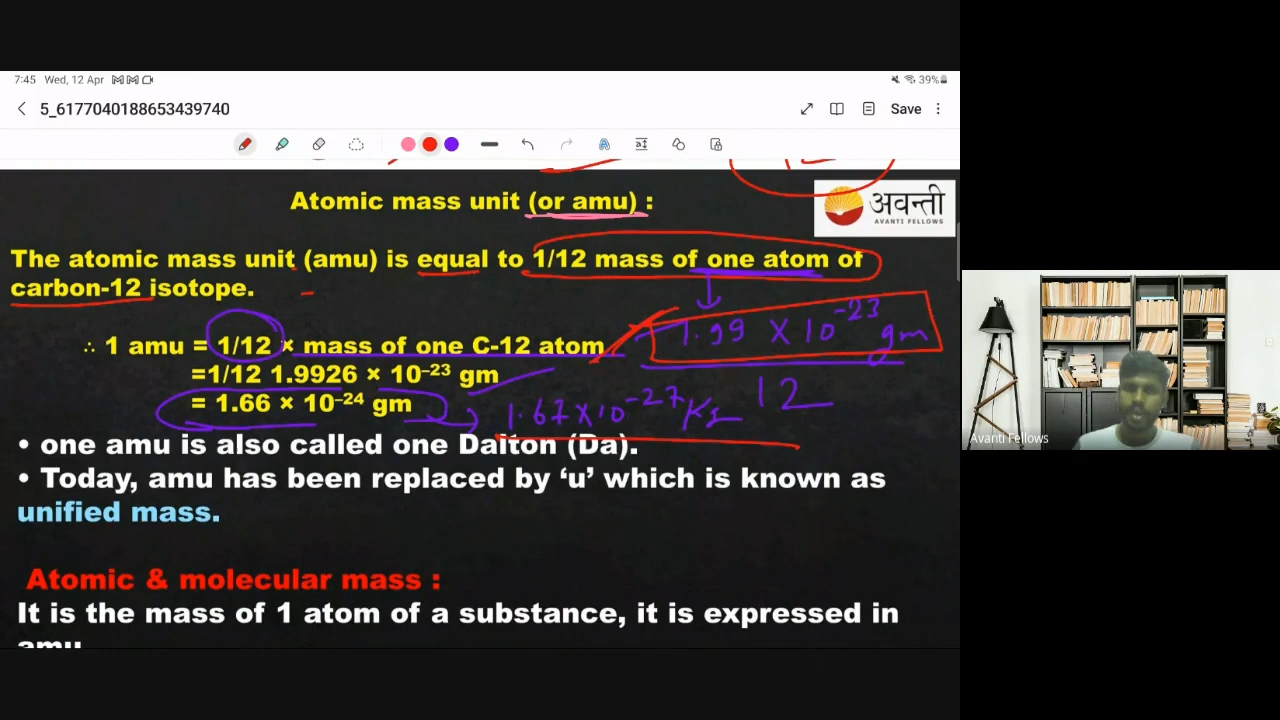 7:45 Wed, 12 Apr
39%
5_6177040188653439740
Save
Atomic mass unit (or amu) :
अवन्ती
AVANTI FELLOWS
The atomic mass unit (amu) is equal to 1/12 mass of one atom of
carbon-12 isotope.
1.99 X 10⁻²³ gm
12
∴ 1 amu = 1/12 × mass of one C-12 atom
=1/12 1.9926 × 10⁻²³ gm
= 1.66 × 10⁻²⁴ gm
1.67 X 10⁻²⁷ Kg
• one amu is also called one Dalton (Da).
• Today, amu has been replaced by ‘u’ which is known as
unified mass.
Atomic & molecular mass :
It is the mass of 1 atom of a substance, it is expressed in
amu
Avanti Fellows